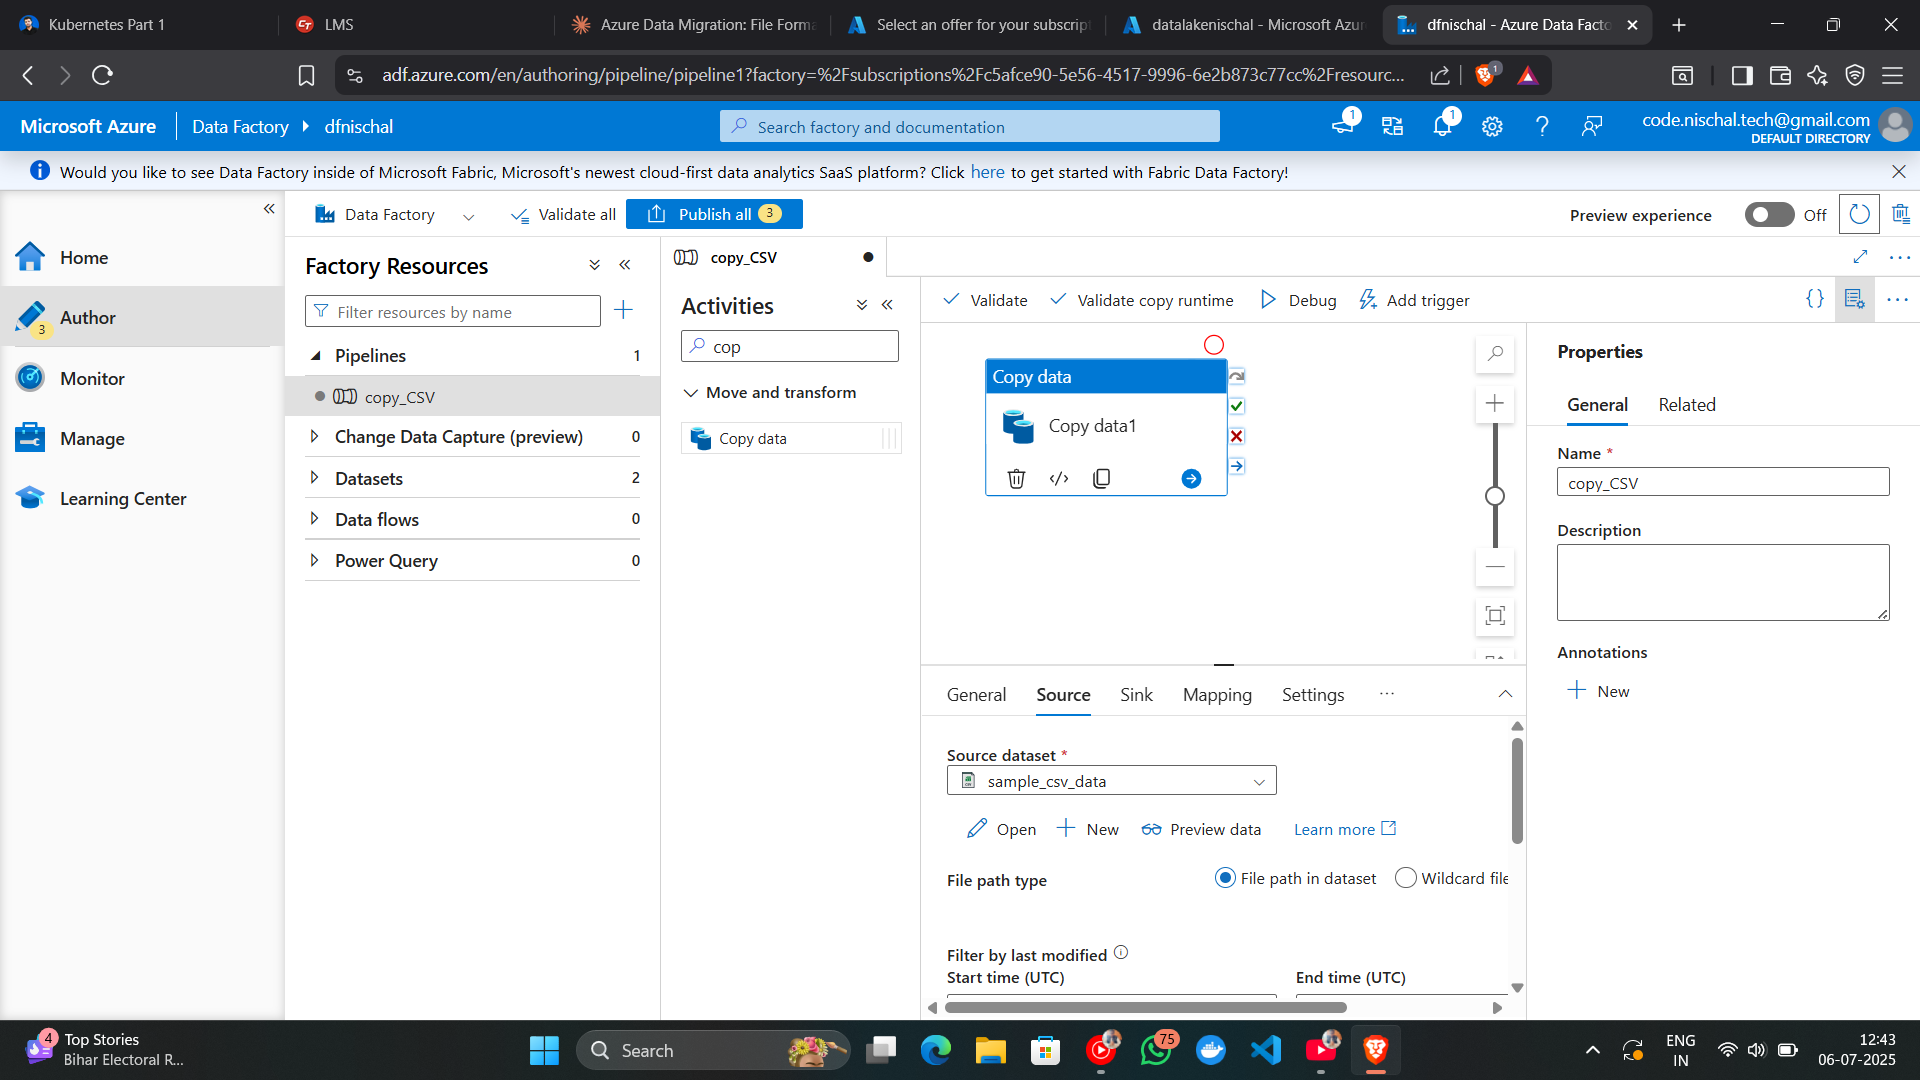 Kubernetes Part 1
LMS
Azure Data Migration: File Forma
Select an offer for your subscrip
datalakenischal - Microsoft Azur
dfnischal - Azure Data Facto
adf.azure.com/en/authoring/pipeline/pipeline1?factory=%2Fsubscriptions%2Fc5afce90-5e56-4517-9996-6e2b873c77cc%2Fresourc...
1
Microsoft Azure
Data Factory
dfnischal
Search factory and documentation
1
1
code.nischal.tech@gmail.com
DEFAULT DIRECTORY
Would you like to see Data Factory inside of Microsoft Fabric, Microsoft's newest cloud-first data analytics SaaS platform? Click here to get started with Fabric Data Factory!
Home
Author
3
Monitor
Manage
Learning Center
Data Factory
Validate all
Publish all 3
Preview experience
Off
Factory Resources
Filter resources by name
Pipelines 1
copy_CSV
Change Data Capture (preview) 0
Datasets 2
Data flows 0
Power Query 0
copy_CSV
Activities
cop
Move and transform
Copy data
Validate
Validate copy runtime
Debug
Add trigger
Copy data
Copy data1
General
Source
Sink
Mapping
Settings
Source dataset *
sample_csv_data
Open
New
Preview data
Learn more
File path type
File path in dataset
Wildcard file
Filter by last modified
Start time (UTC)
End time (UTC)
Properties
General
Related
Name *
copy_CSV
Description
Annotations
New
4
Top Stories
Bihar Electoral R...
Search
75
ENG
IN
12:43
06-07-2025